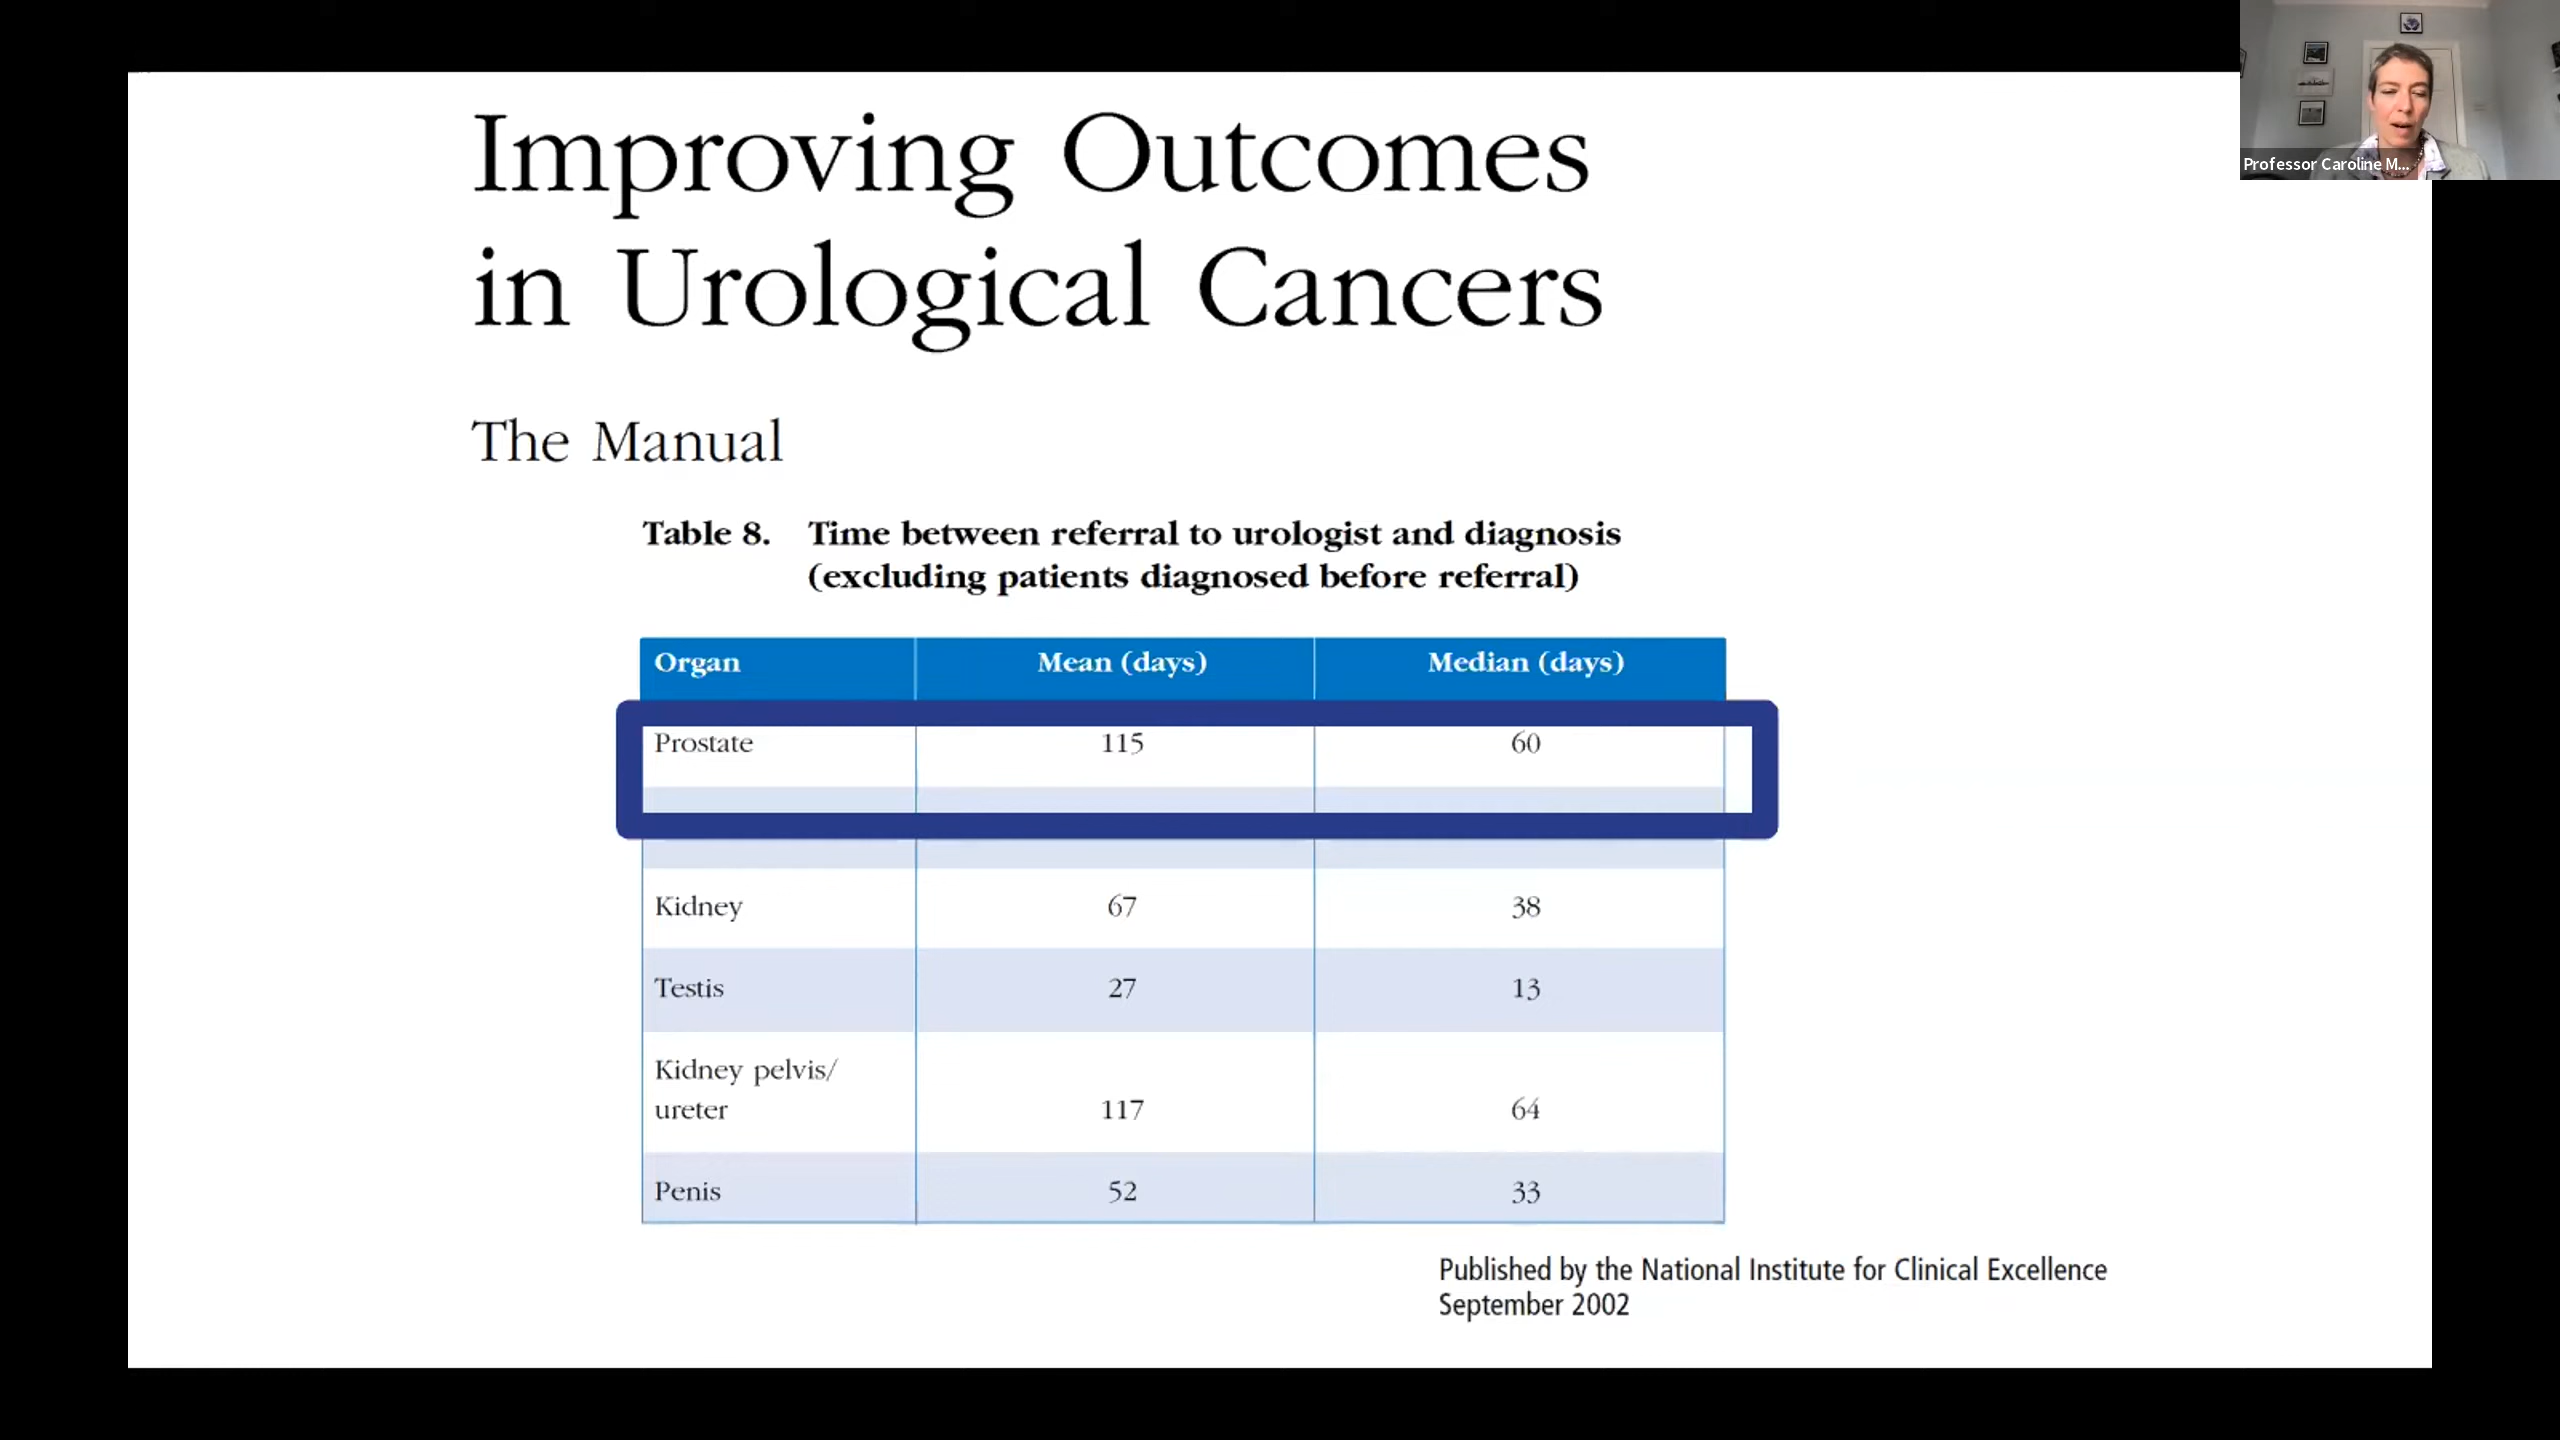 Improving Outcomes
in Urological Cancers
The Manual
Table 8. Time between referral to urologist and diagnosis
(excluding patients diagnosed before referral)
Organ Mean (days) Median (days)
Prostate 115 60
Kidney 67 38
Testis 27 13
Kidney pelvis/
ureter 117 64
Penis 52 33
Published by the National Institute for Clinical Excellence
September 2002
Professor Caroline M...